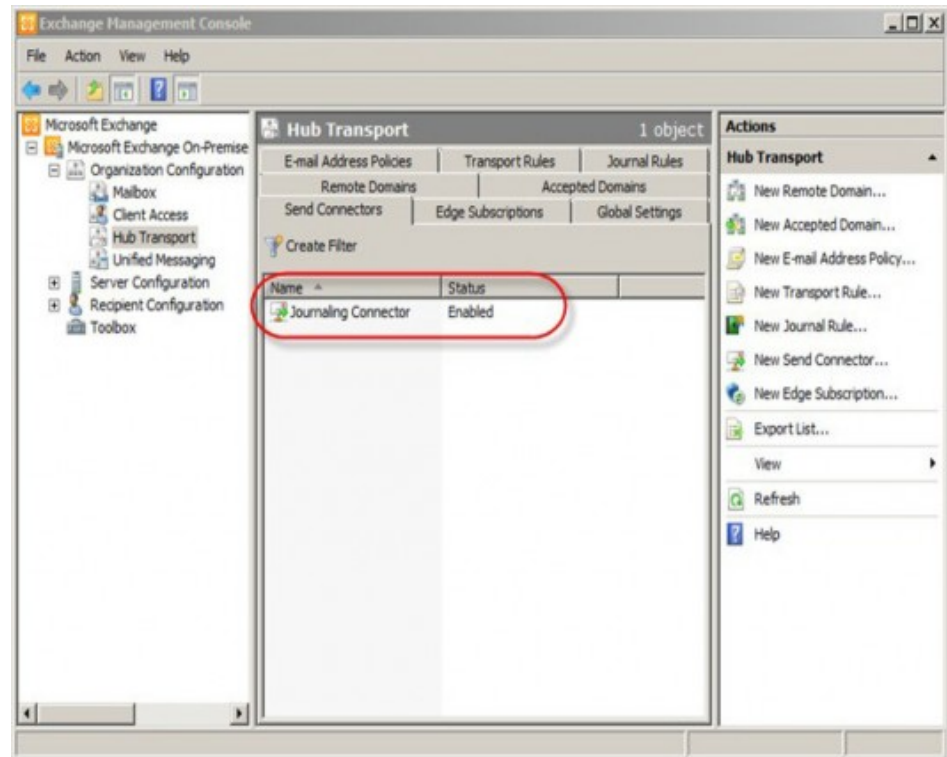 Exchange Management Console
File Action View Help
Microsoft Exchange
Microsoft Exchange On-Premise
Organization Configuration
Mailbox
Client Access
Hub Transport
Unified Messaging
Server Configuration
Recipient Configuration
Toolbox
Hub Transport 1 object
E-mail Address Policies Transport Rules Journal Rules
Remote Domains Accepted Domains
Send Connectors Edge Subscriptions Global Settings
Create Filter
Name Status
Journaling Connector Enabled
Actions
Hub Transport
New Remote Domain...
New Accepted Domain...
New E-mail Address Policy...
New Transport Rule...
New Journal Rule...
New Send Connector...
New Edge Subscription...
Export List...
View
Refresh
Help